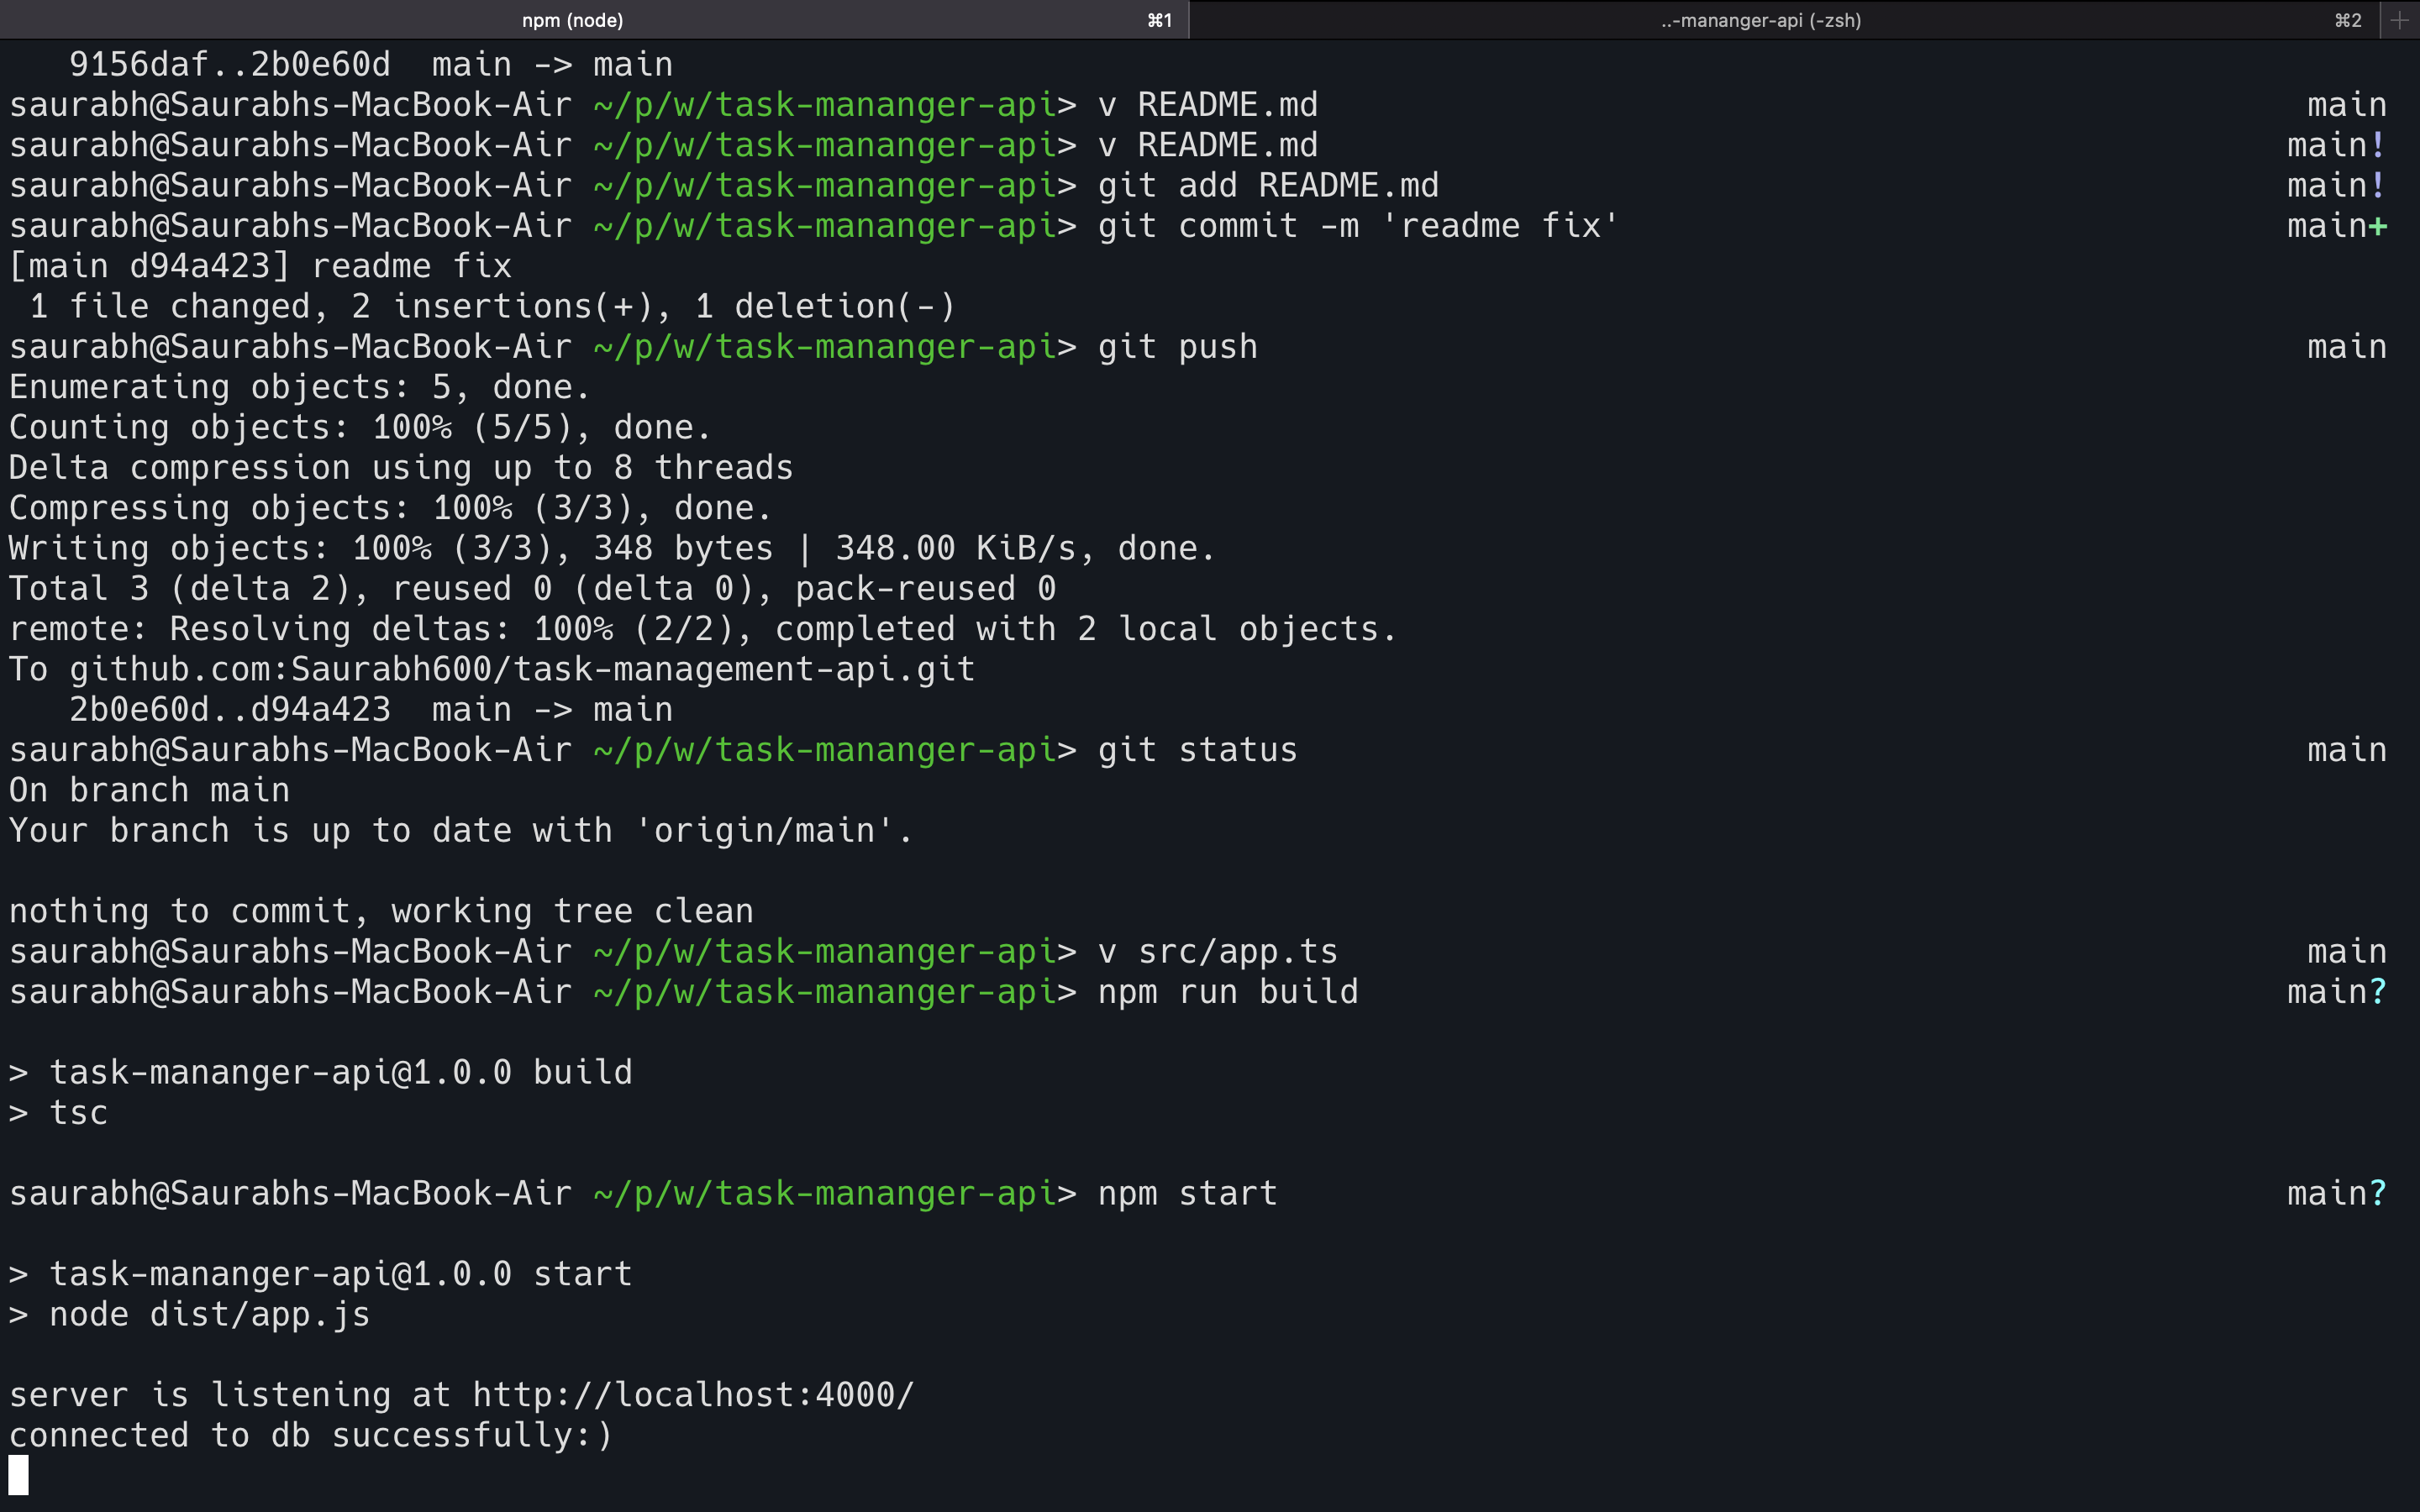 npm (node) ⌘1 ..-mananger-api (-zsh) ⌘2 +
9156daf..2b0e60d  main -> main
saurabh@Saurabhs-MacBook-Air ~/p/w/task-mananger-api> v README.md main
saurabh@Saurabhs-MacBook-Air ~/p/w/task-mananger-api> v README.md main!
saurabh@Saurabhs-MacBook-Air ~/p/w/task-mananger-api> git add README.md main!
saurabh@Saurabhs-MacBook-Air ~/p/w/task-mananger-api> git commit -m 'readme fix' main+
[main d94a423] readme fix
1 file changed, 2 insertions(+), 1 deletion(-)
saurabh@Saurabhs-MacBook-Air ~/p/w/task-mananger-api> git push main
Enumerating objects: 5, done.
Counting objects: 100% (5/5), done.
Delta compression using up to 8 threads
Compressing objects: 100% (3/3), done.
Writing objects: 100% (3/3), 348 bytes | 348.00 KiB/s, done.
Total 3 (delta 2), reused 0 (delta 0), pack-reused 0
remote: Resolving deltas: 100% (2/2), completed with 2 local objects.
To github.com:Saurabh600/task-management-api.git
2b0e60d..d94a423  main -> main
saurabh@Saurabhs-MacBook-Air ~/p/w/task-mananger-api> git status main
On branch main
Your branch is up to date with 'origin/main'.
nothing to commit, working tree clean
saurabh@Saurabhs-MacBook-Air ~/p/w/task-mananger-api> v src/app.ts main
saurabh@Saurabhs-MacBook-Air ~/p/w/task-mananger-api> npm run build main?
> task-mananger-api@1.0.0 build
> tsc
saurabh@Saurabhs-MacBook-Air ~/p/w/task-mananger-api> npm start main?
> task-mananger-api@1.0.0 start
> node dist/app.js
server is listening at http://localhost:4000/
connected to db successfully:)